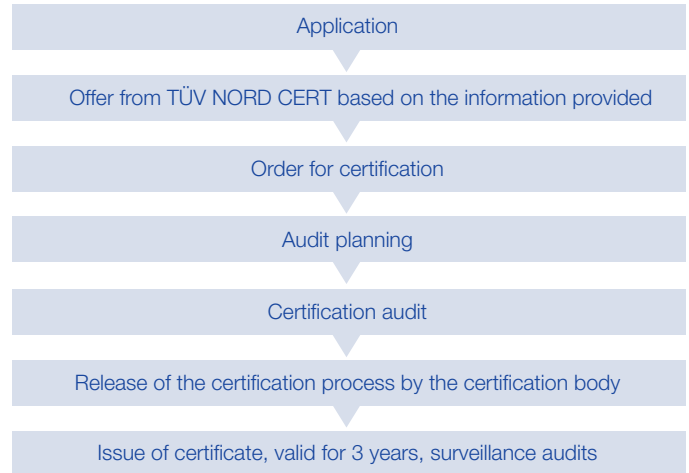 Application
Offer from TÜV NORD CERT based on the information provided
Order for certification
Audit planning
Certification audit
Release of the certification process by the certification body
Issue of certificate, valid for 3 years, surveillance audits